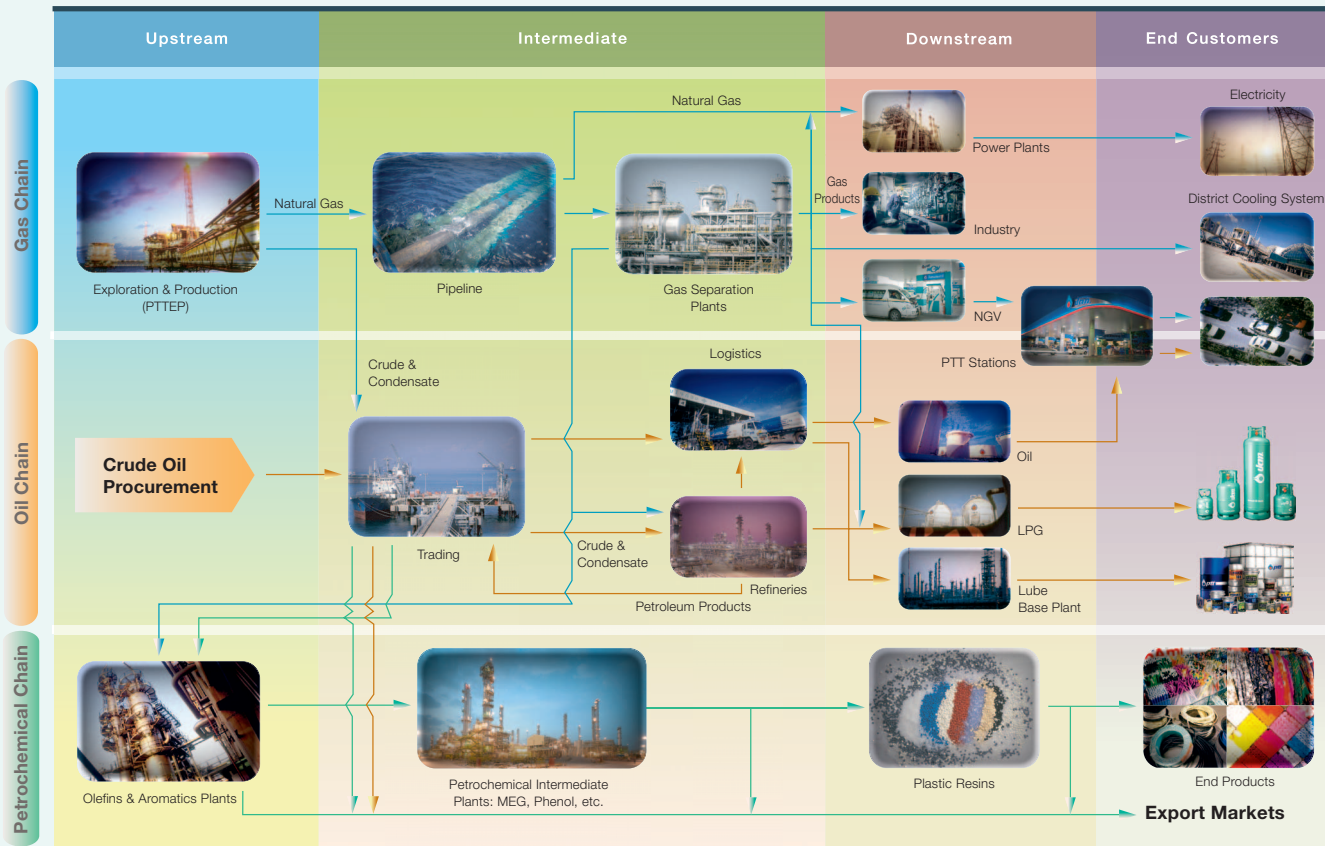 Upstream
Intermediate
Downstream
End Customers
Gas Chain
Natural Gas
Electricity
Power Plants
Gas
Products
District Cooling System
Natural Gas
Industry
Exploration & Production
(PTTEP)
Pipeline
Gas Separation
Plants
NGV
PTT Stations
Oil Chain
Crude &
Condensate
Logistics
Crude Oil
Procurement
Oil
Trading
Crude &
Condensate
LPG
Refineries
Petroleum Products
Lube
Base Plant
Petrochemical Chain
Olefins & Aromatics Plants
Petrochemical Intermediate
Plants: MEG, Phenol, etc.
Plastic Resins
End Products
Export Markets